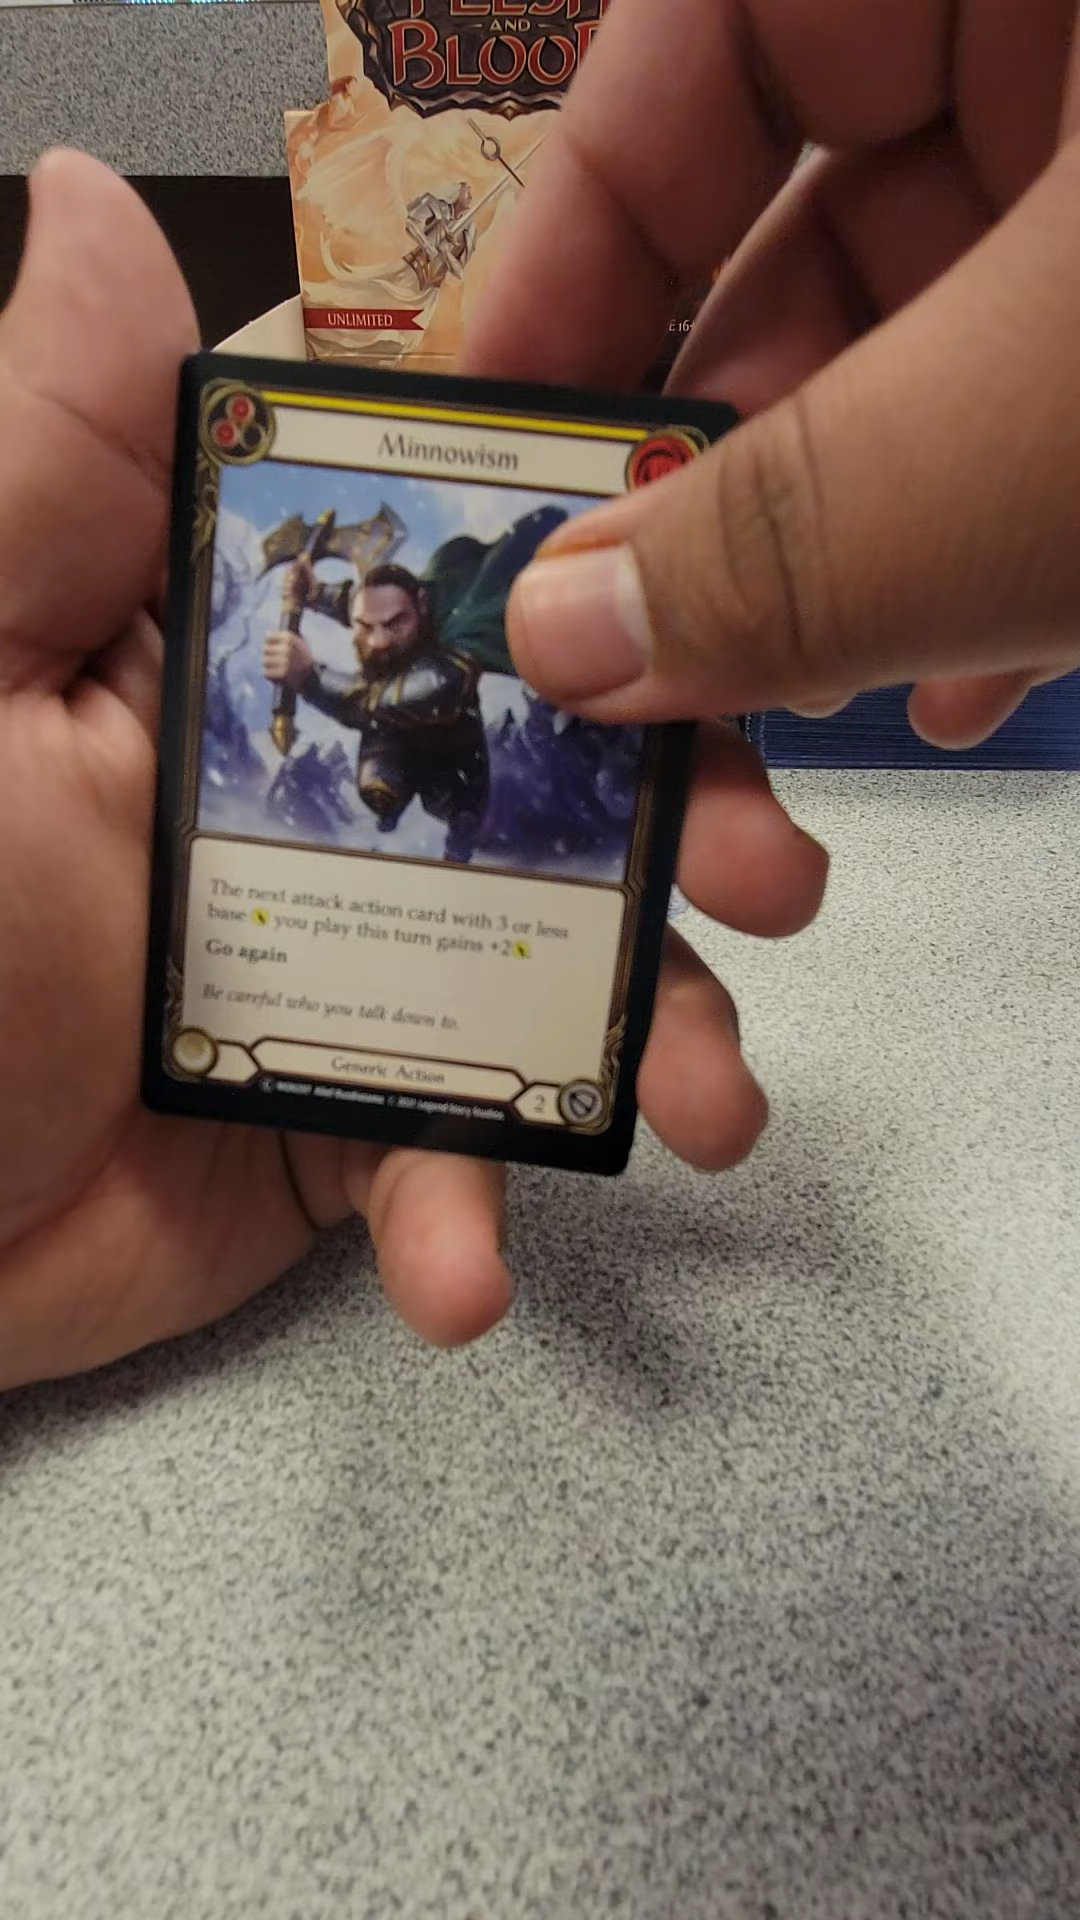 AND
BLOOD
UNLIMITED
Minnowism
The next attack action card with 3 or less
base you play this turn gains +2
Go again
Be careful who you talk down to.
Generic Action
2